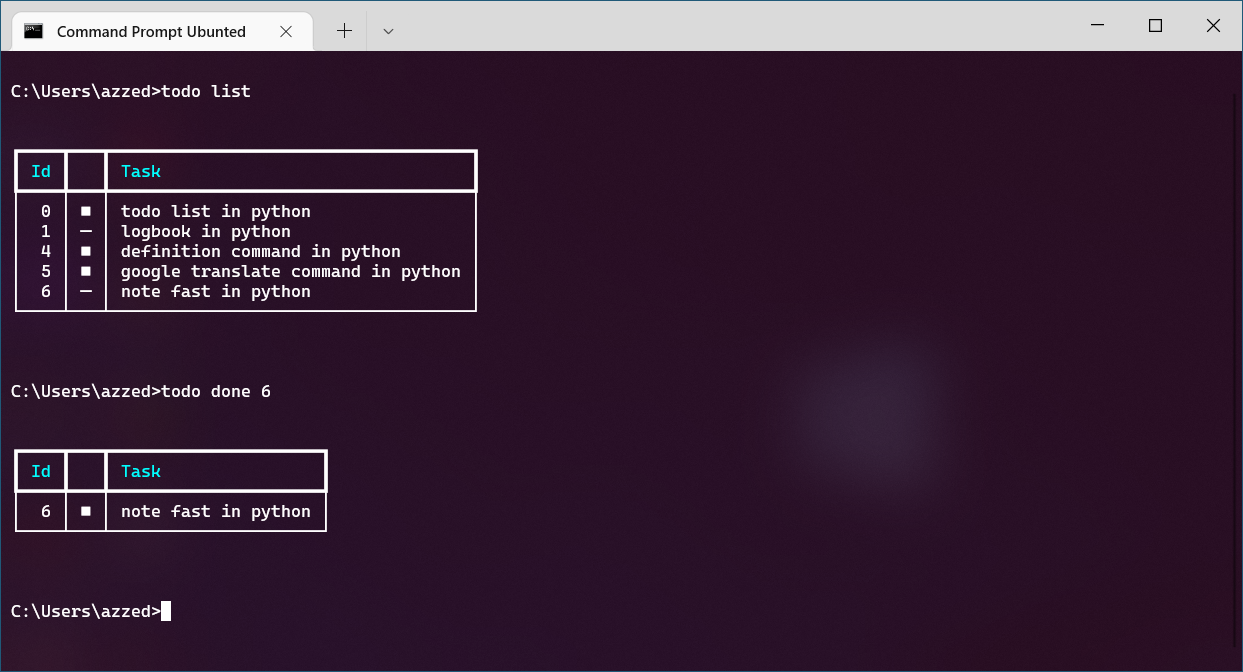 Command Prompt Ubunted
C:\Users\azzed>todo list
Id Task
0 ■ todo list in python
1 — logbook in python
4 ■ definition command in python
5 ■ google translate command in python
6 — note fast in python
C:\Users\azzed>todo done 6
Id Task
6 ■ note fast in python
C:\Users\azzed>